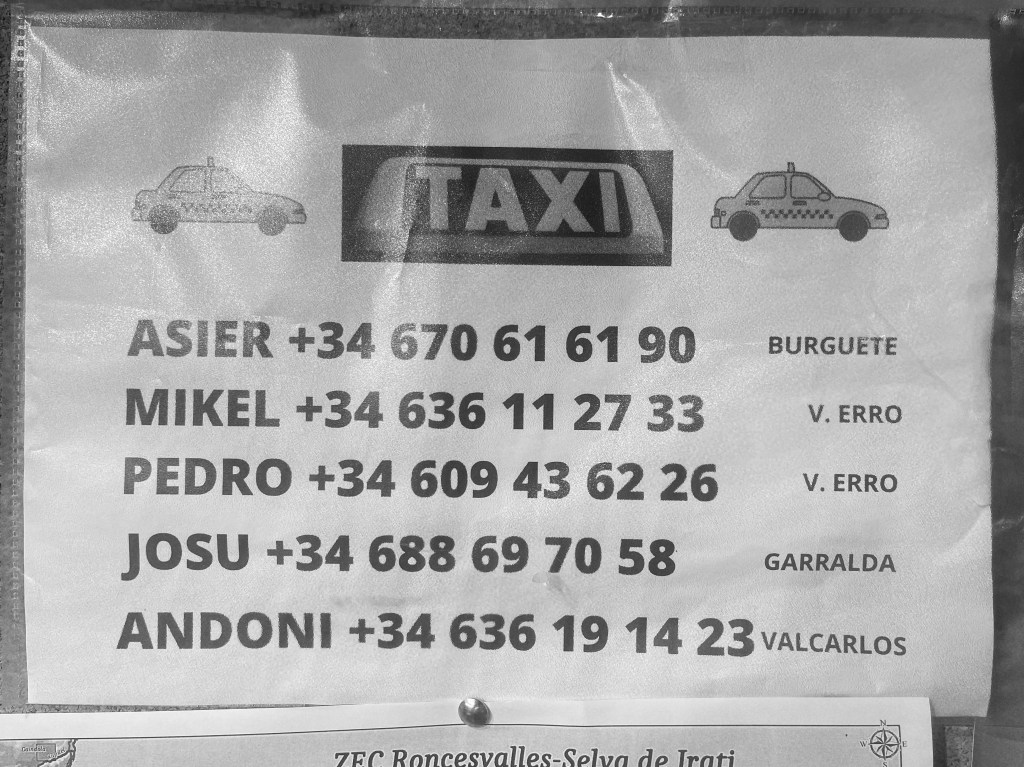 TAXI
ASIER +34 670 61 61 90 BURGUETE
MIKEL +34 636 11 27 33 V. ERRO
PEDRO +34 609 43 62 26 V. ERRO
JOSU +34 688 69 70 58 GARRALDA
ANDONI +34 636 19 14 23 VALCARLOS
ZEC Roncesvalles-Selva de Irati
N
W E
S